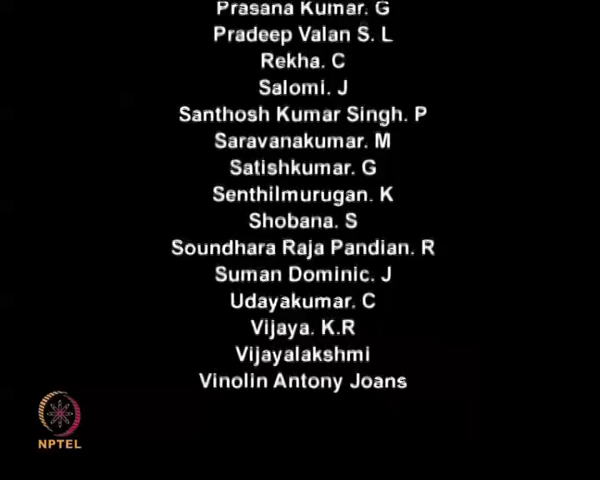 Prasana Kumar. G
Pradeep Valan S. L
Rekha. C
Salomi. J
Santhosh Kumar Singh. P
Saravanakumar. M
Satishkumar. G
Senthilmurugan. K
Shobana. S
Soundhara Raja Pandian. R
Suman Dominic. J
Udayakumar. C
Vijaya. K.R
Vijayalakshmi
Vinolin Antony Joans
NPTEL